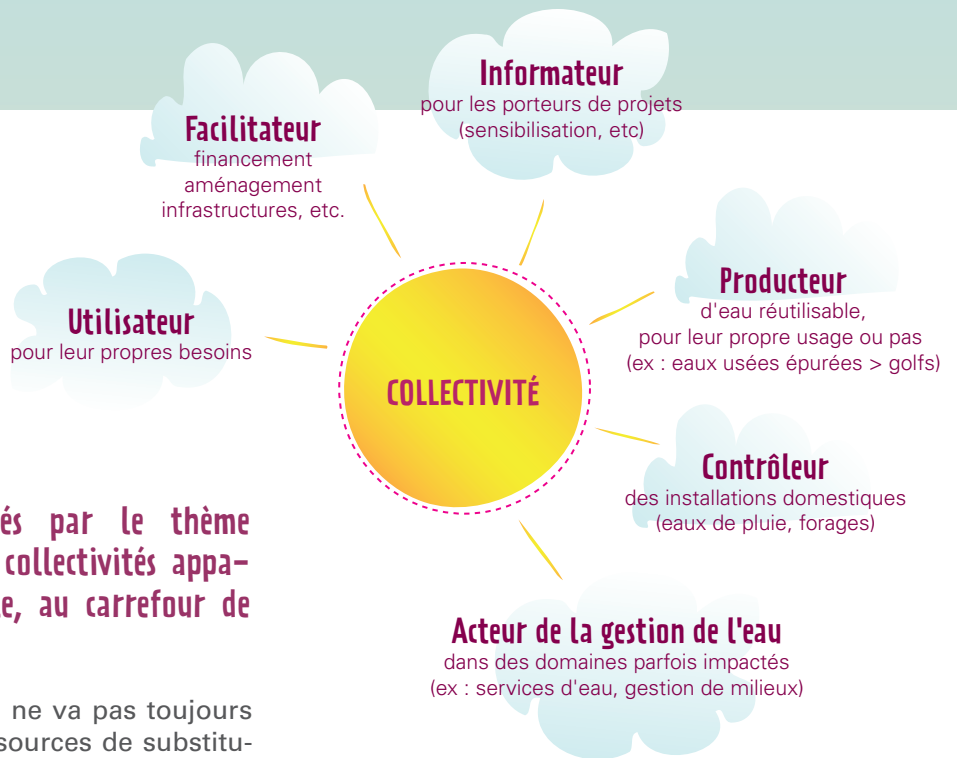 Informateur
pour les porteurs de projets
(sensibilisation, etc)
Facilitateur
financement
aménagement
infrastructures, etc.
Producteur
d'eau réutilisable,
pour leur propre usage ou pas
(ex : eaux usées épurées > golfs)
Utilisateur
pour leur propres besoins
COLLECTIVITÉ
Contrôleur
des installations domestiques
(eaux de pluie, forages)
Acteur de la gestion de l'eau
dans des domaines parfois impactés
(ex : services d'eau, gestion de milieux)
és par le thème
collectivités appa-
e, au carrefour de
ne va pas toujours
sources de substitu-